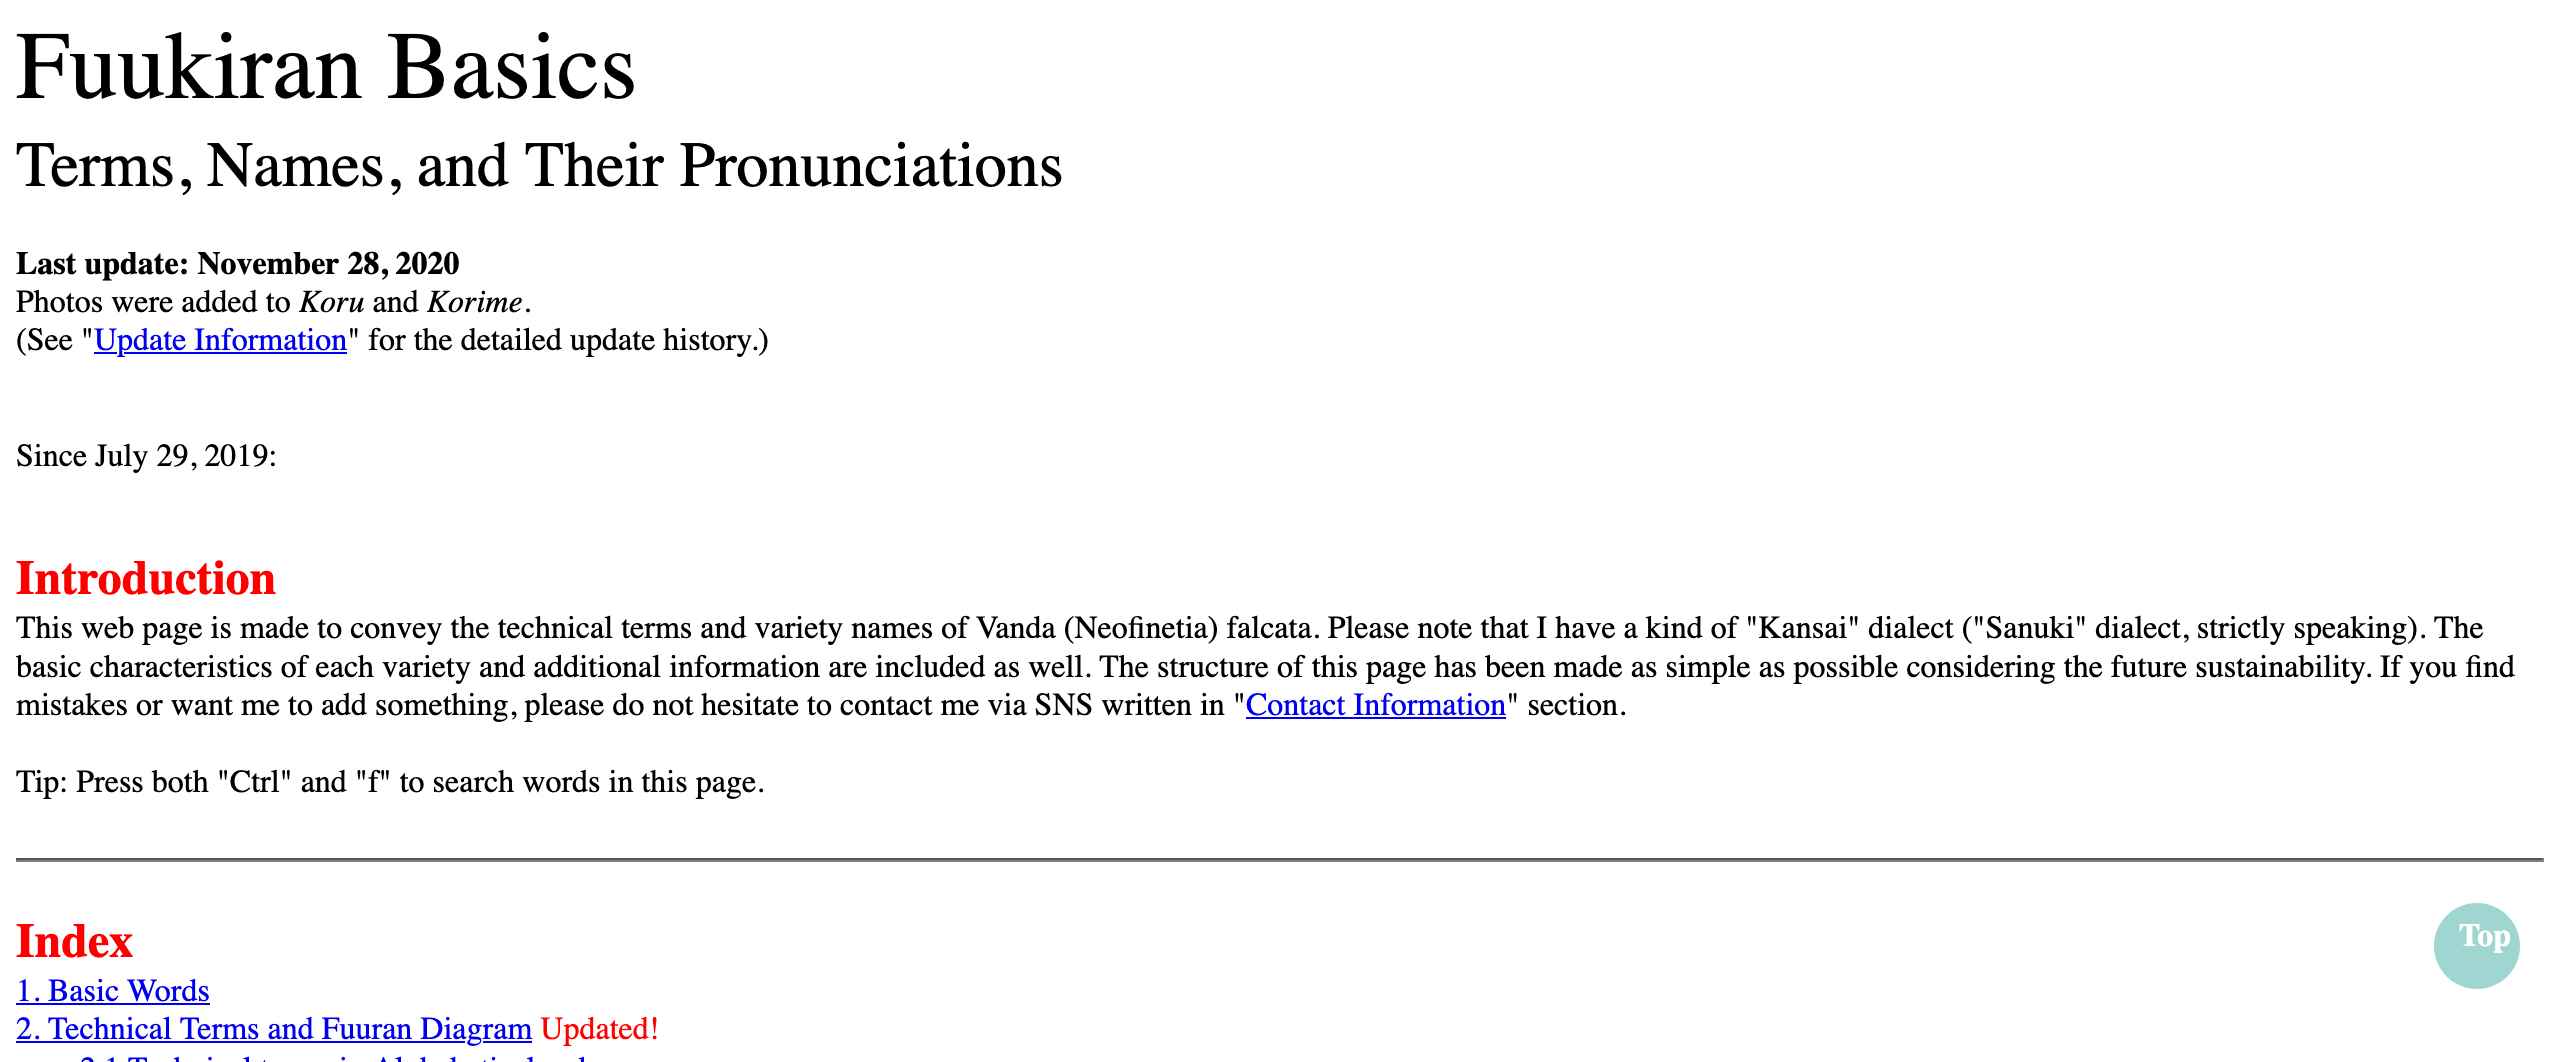 Fuukiran Basics
Terms, Names, and Their Pronunciations
Last update: November 28, 2020
Photos were added to Koru and Korime.
(See "Update Information" for the detailed update history.)
Since July 29, 2019:
Introduction
This web page is made to convey the technical terms and variety names of Vanda (Neofinetia) falcata. Please note that I have a kind of "Kansai" dialect ("Sanuki" dialect, strictly speaking). The
basic characteristics of each variety and additional information are included as well. The structure of this page has been made as simple as possible considering the future sustainability. If you find
mistakes or want me to add something, please do not hesitate to contact me via SNS written in "Contact Information" section.
Tip: Press both "Ctrl" and "f" to search words in this page.
Index
Top
1. Basic Words
2. Technical Terms and Fuuran Diagram Updated!